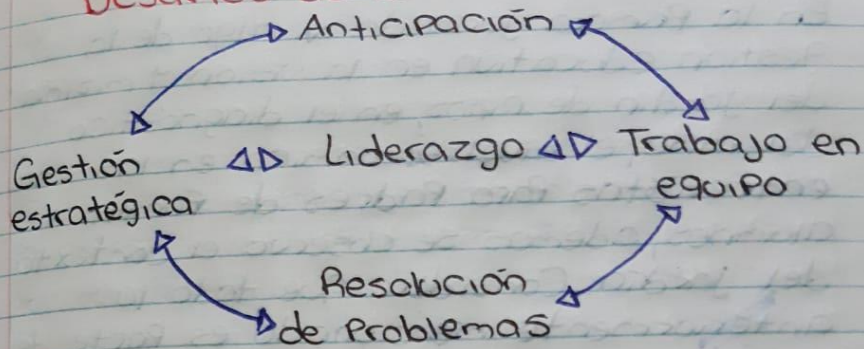 Anticipación
Gestión
estratégica
Liderazgo
Trabajo en
equipo
Resolución
de problemas